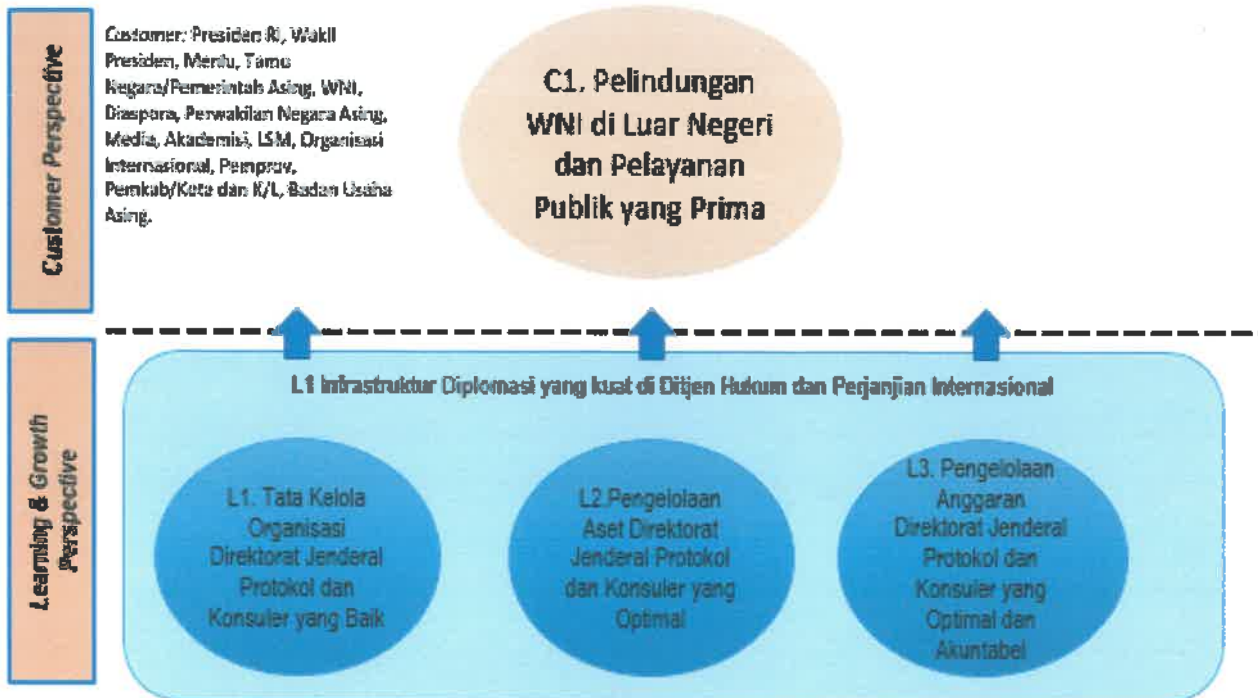 Customer Perspective
Customer: Presiden RI, Wakil
Presiden, Menlu, Tamu
Negara/Pemerintah Asing, WNI,
Diaspora, Perwakilan Negara Asing,
Media, Akademisi, LSM, Organisasi
Internasional, Pemprov,
Pemkab/Kota dan K/L, Badan Usaha
Asing.
C1. Pelindungan
WNI di Luar Negeri
dan Pelayanan
Publik yang Prima
Learning & Growth
Perspective
L1 Infrastruktur Diplomasi yang kuat di Ditjen Hukum dan Perjanjian Internasional
L1. Tata Kelola
Organisasi
Direktorat Jenderal
Protokol dan
Konsuler yang Baik
L2.Pengelolaan
Aset Direktorat
Jenderal Protokol
dan Konsuler yang
Optimal
L3. Pengelolaan
Anggaran
Direktorat Jenderal
Protokol dan
Konsuler yang
Optimal dan
Akuntabel